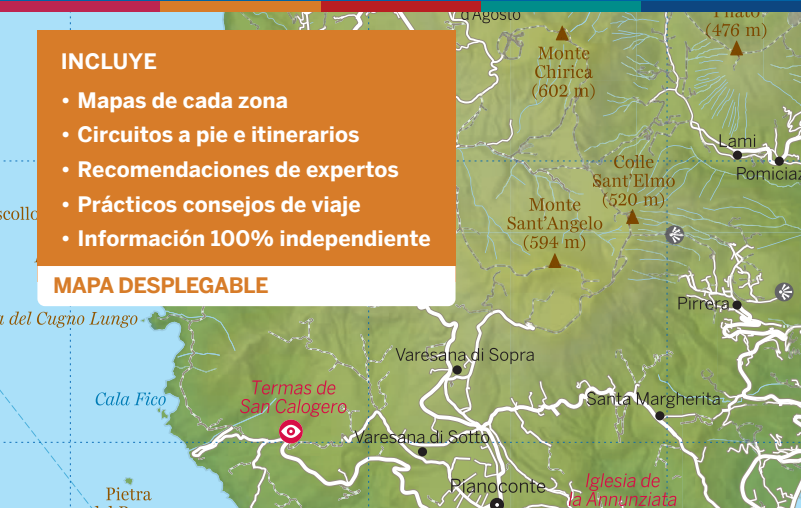 INCLUYE
• Mapas de cada zona
• Circuitos a pie e itinerarios
• Recomendaciones de expertos
• Prácticos consejos de viaje
• Información 100% independiente
MAPA DESPLEGABLE
d'Agosto
(476 m)
Monte
Chirica
(602 m)
Lami
Colle
Sant'Elmo
(520 m)
Monte
Sant'Angelo
(594 m)
Pirrera
del Cugno Lungo
Varesana di Sopra
Cala Fico
Termas de
San Calogero
Santa Margherita
Varesana di Sotto
Pianoconte
Iglesia de
la Annunziata
Pietra